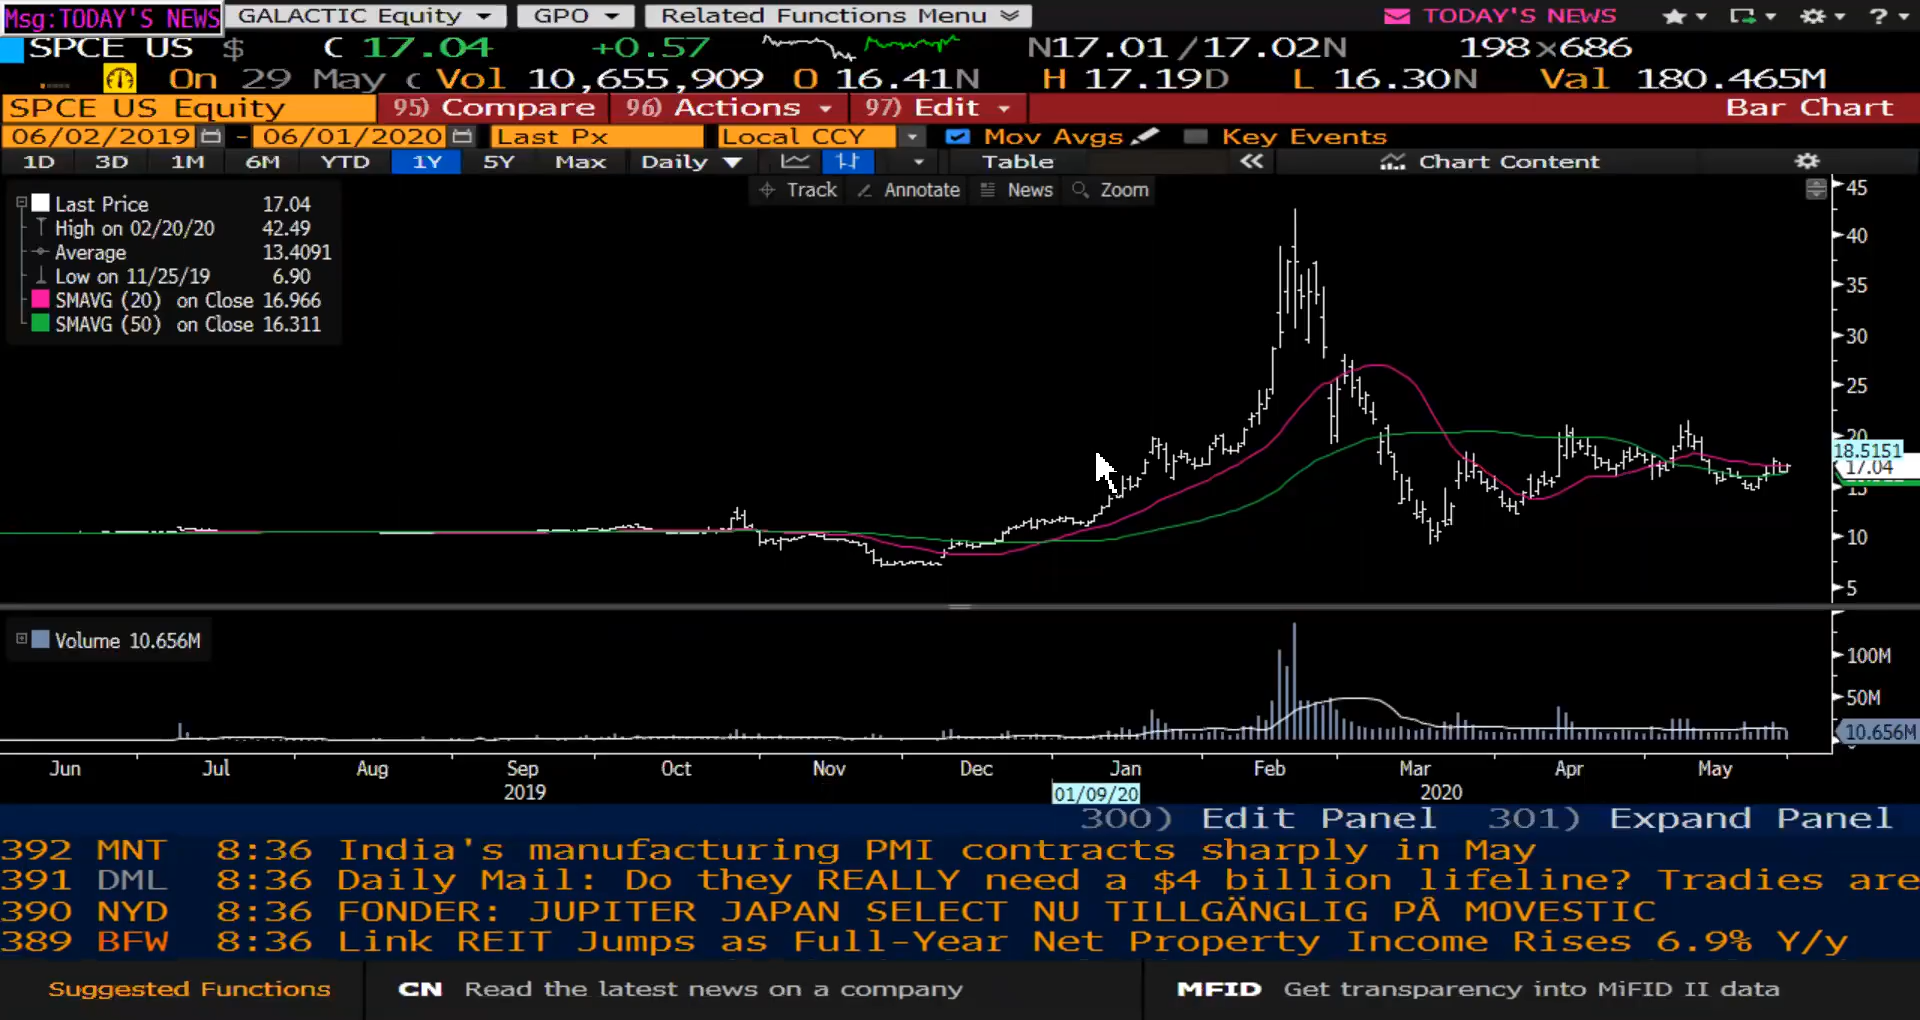 Msg:TODAY'S NEWS GALACTIC Equity GPO Related Functions Menu TODAY'S NEWS ?
SPCE US $ C 17.04 +0.57 N17.01/17.02N 198x686
On 29 May Vol 10,655,909 O 16.41N H 17.19D L 16.30N Val 180.465M
SPCE US Equity 95) Compare 96) Actions 97) Edit Bar Chart
06/02/2019 - 06/01/2020 Last Px Local CCY Mov Avgs Key Events
1D 3D 1M 6M YTD 1Y 5Y Max Daily Table Chart Content
Track Annotate News Zoom
Last Price 17.04
High on 02/20/20 42.49
Average 13.4091
Low on 11/25/19 6.90
SMAVG (20) on Close 16.966
SMAVG (50) on Close 16.311
45
40
35
30
25
20
18.5151
17.04
15
10
5
Volume 10.656M
100M
50M
10.656M
Jun Jul Aug Sep Oct Nov Dec Jan Feb Mar Apr May
2019 01/09/20 2020
300) Edit Panel 301) Expand Panel
392 MNT 8:36 India's manufacturing PMI contracts sharply in May
391 DML 8:36 Daily Mail: Do they REALLY need a $4 billion lifeline? Tradies are
390 NYD 8:36 FONDER: JUPITER JAPAN SELECT NU TILLGÄNGLIG PÅ MOVESTIC
389 BFW 8:36 Link REIT Jumps as Full-Year Net Property Income Rises 6.9% Y/y
Suggested Functions CN Read the latest news on a company MFID Get transparency into MiFID II data